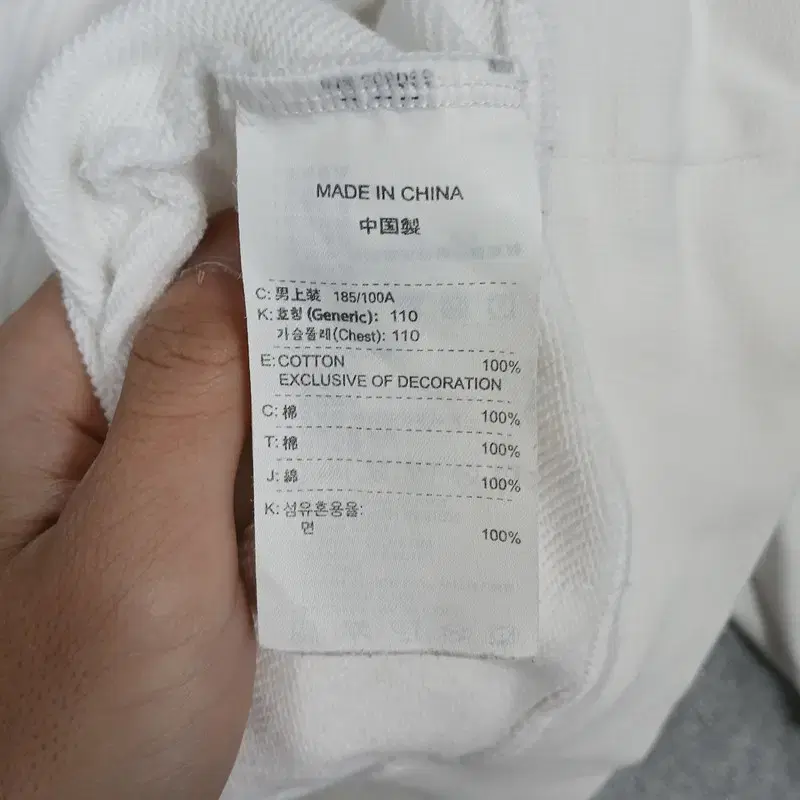 MADE IN CHINA
中国製
C: 男上装 185/100A
K: 호칭 (Generic): 110
가슴둘레(Chest): 110
E: COTTON 100%
EXCLUSIVE OF DECORATION
C: 棉 100%
T: 棉 100%
J: 綿 100%
K: 섬유혼용율:
면 100%